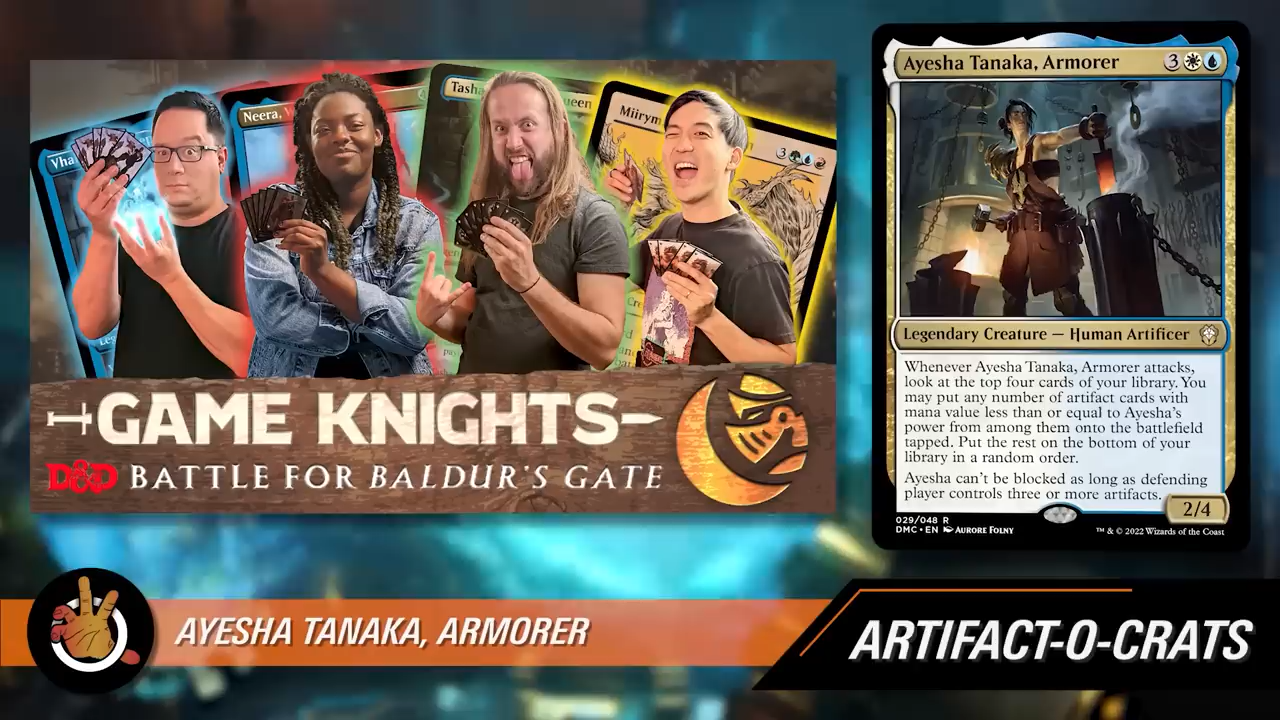 Vha
Neera,
Tasha
ueen
Miirym
3
GAME KNIGHTS
D&D BATTLE FOR BALDUR'S GATE
Ayesha Tanaka, Armorer
3
Legendary Creature — Human Artificer
Whenever Ayesha Tanaka, Armorer attacks,
look at the top four cards of your library. You
may put any number of artifact cards with
mana value less than or equal to Ayesha's
power from among them onto the battlefield
tapped. Put the rest on the bottom of your
library in a random order.
Ayesha can't be blocked as long as defending
player controls three or more artifacts.
2/4
029/048 R
DMC • EN AURORE FOLNY
™ & © 2022 Wizards of the Coast
AYESHA TANAKA, ARMORER
ARTIFACT-O-CRATS